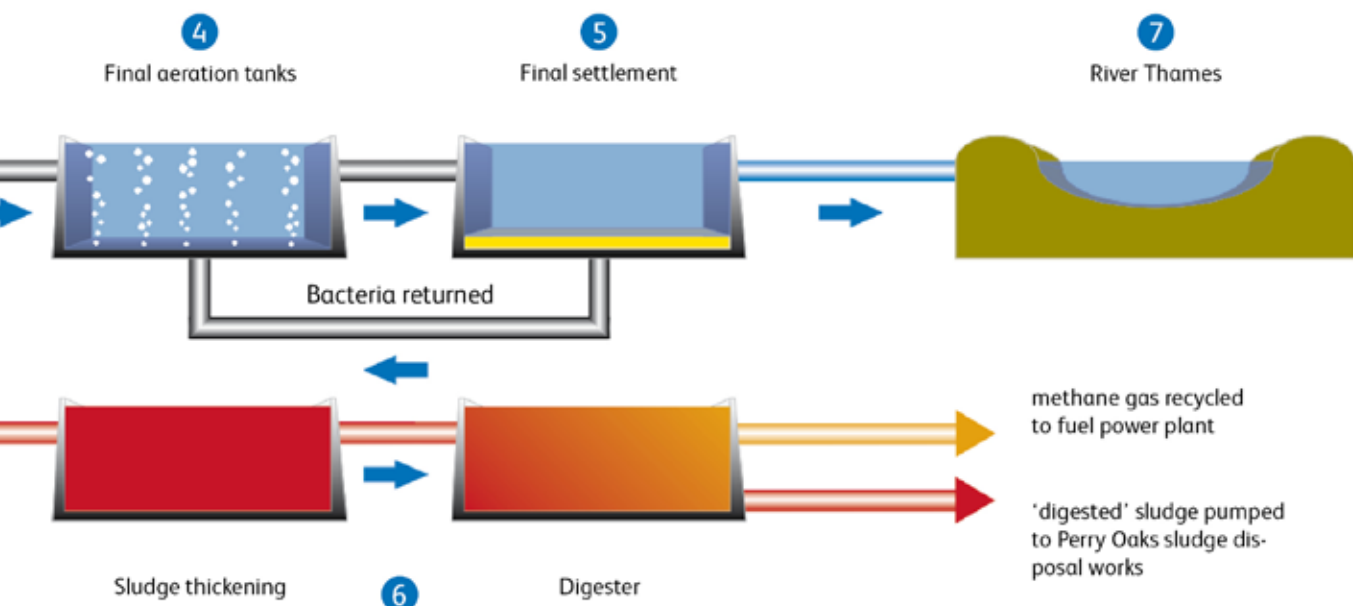 4
Final aeration tanks
5
Final settlement
7
River Thames
Bacteria returned
methane gas recycled
to fuel power plant
‘digested’ sludge pumped
to Perry Oaks sludge dis-
posal works
Sludge thickening
6
Digester